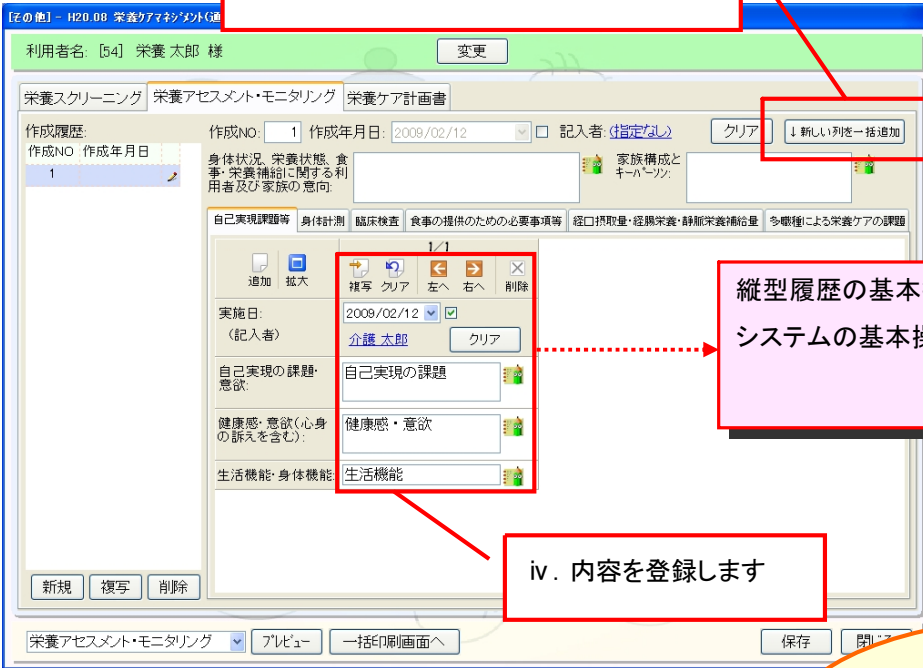 [その他] - H20.08 栄養ケアマネジメント(通
利用者名: [54] 栄養 太郎 様
変更
栄養スクリーニング 栄養アセスメント・モニタリング 栄養ケア計画書
作成履歴:
作成NO 作成年月日
1
作成NO: 1 作成年月日: 2009/02/12 記入者: (指定なし) クリア ↓新しい列を一括追加
身体状況、栄養状態、食
事・栄養補給に関する利
用者及び家族の意向:
家族構成と
キーパーソン:
自己実現課題等 身体計測 臨床検査 食事の提供のための必要事項等 経口摂取量・経腸栄養・静脈栄養補給量 多職種による栄養ケアの課題
1/1
追加 拡大 複写 クリア 左へ 右へ 削除
実施日: 2009/02/12
(記入者) 介護 太郎 クリア
自己実現の課題・
意欲:
自己実現の課題
健康感・意欲(心身
の訴えを含む):
健康感・意欲
生活機能・身体機能: 生活機能
縦型履歴の基本
システムの基本
iv. 内容を登録します
新規 複写 削除
栄養アセスメント・モニタリング プレビュー 一括印刷画面へ 保存